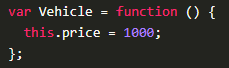 var Vehicle = function () {
  this.price = 1000;
};